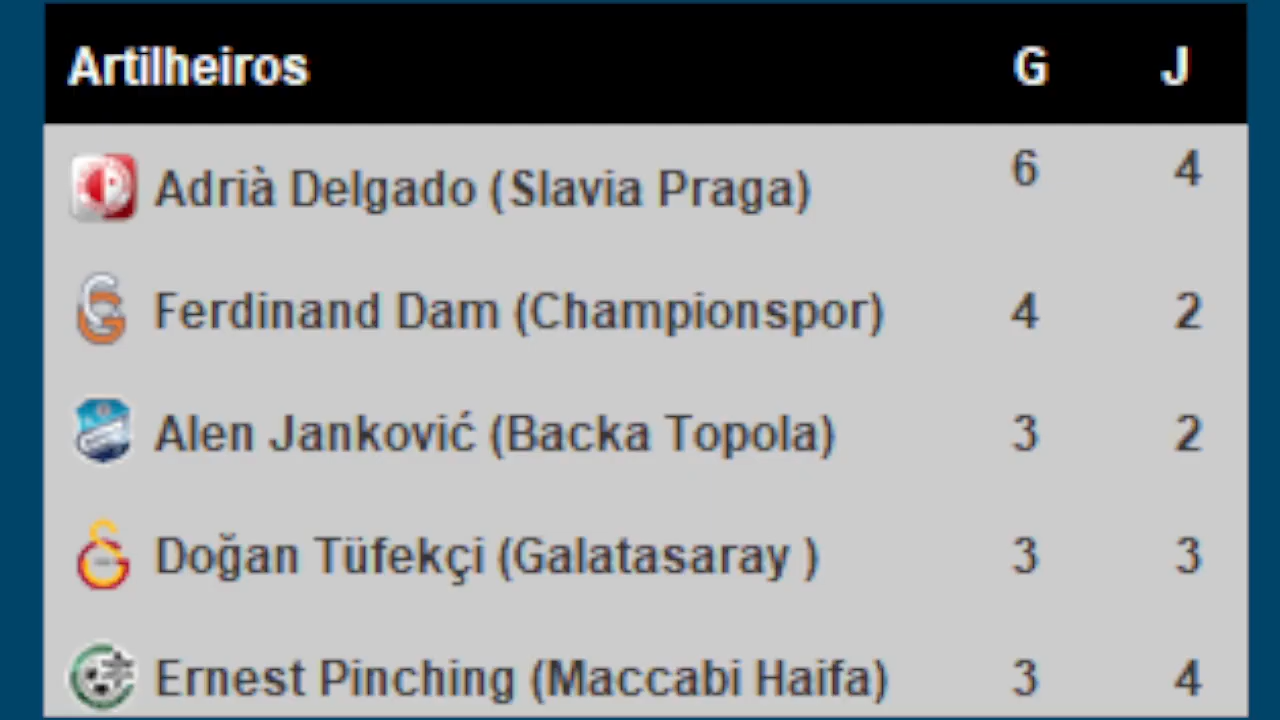 Artilheiros G J
Adrià Delgado (Slavia Praga) 6 4
Ferdinand Dam (Championspor) 4 2
Alen Janković (Backa Topola) 3 2
Doğan Tüfekçi (Galatasaray ) 3 3
Ernest Pinching (Maccabi Haifa) 3 4